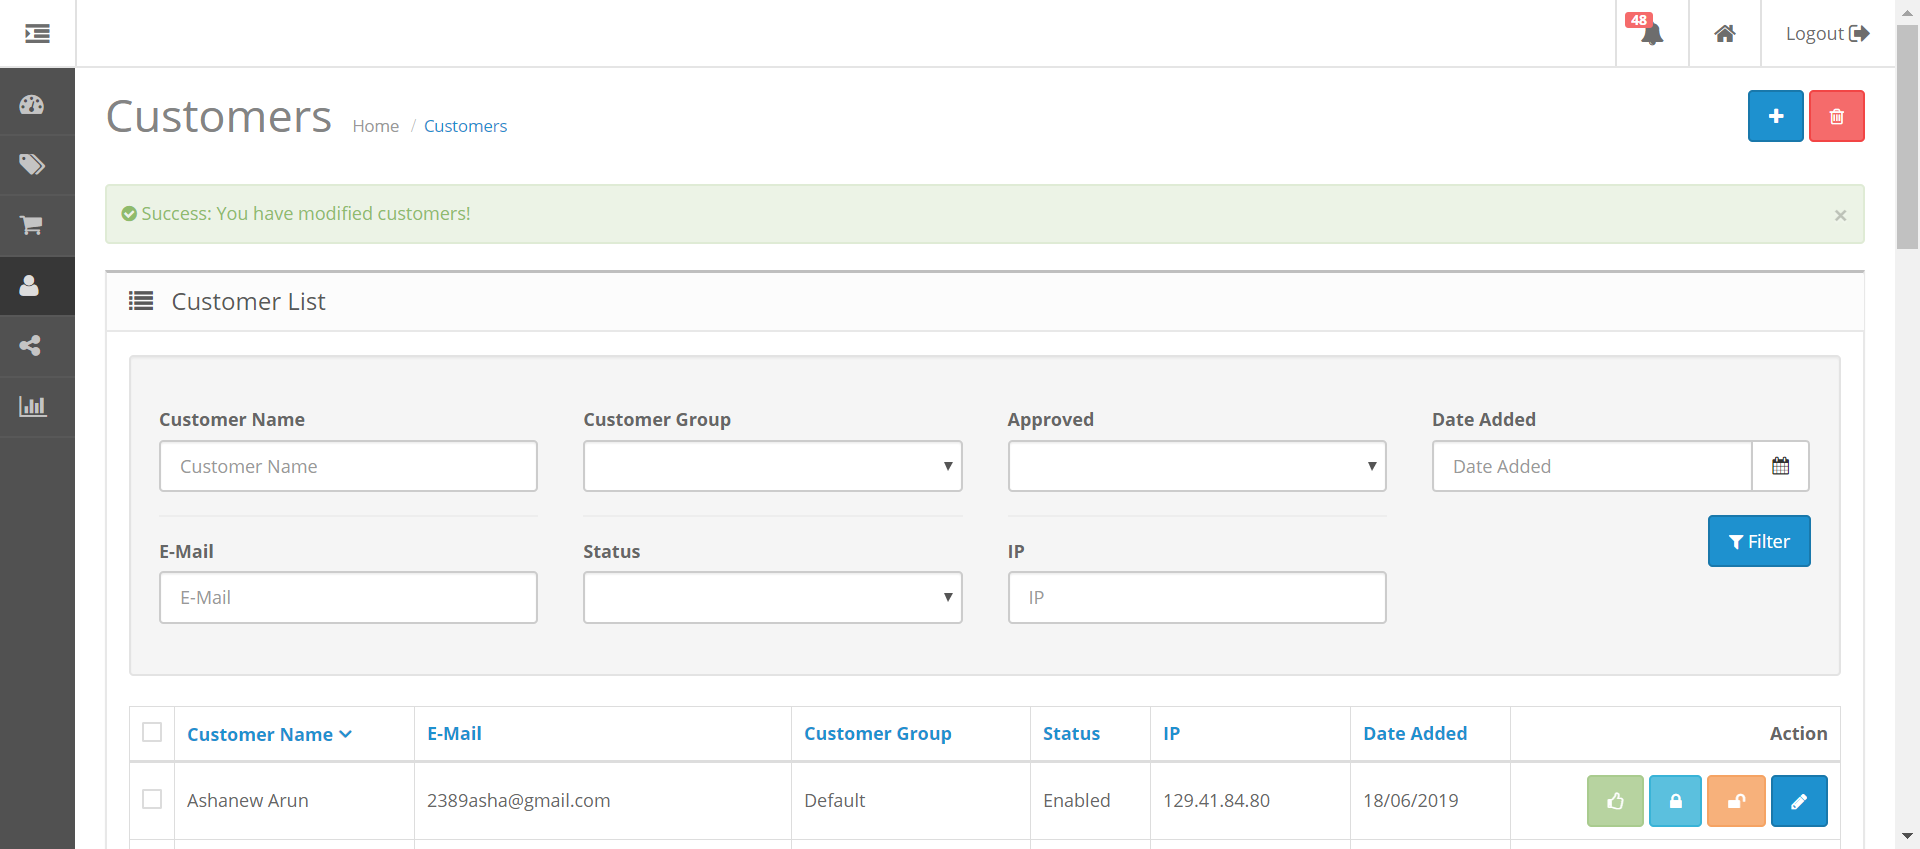 48
Logout
Customers
Home / Customers
Success: You have modified customers!
×
Customer List
Customer Name
Customer Group
Approved
Date Added
Customer Name
Date Added
E-Mail
Status
IP
Filter
E-Mail
IP
Customer Name
E-Mail
Customer Group
Status
IP
Date Added
Action
Ashanew Arun
2389asha@gmail.com
Default
Enabled
129.41.84.80
18/06/2019